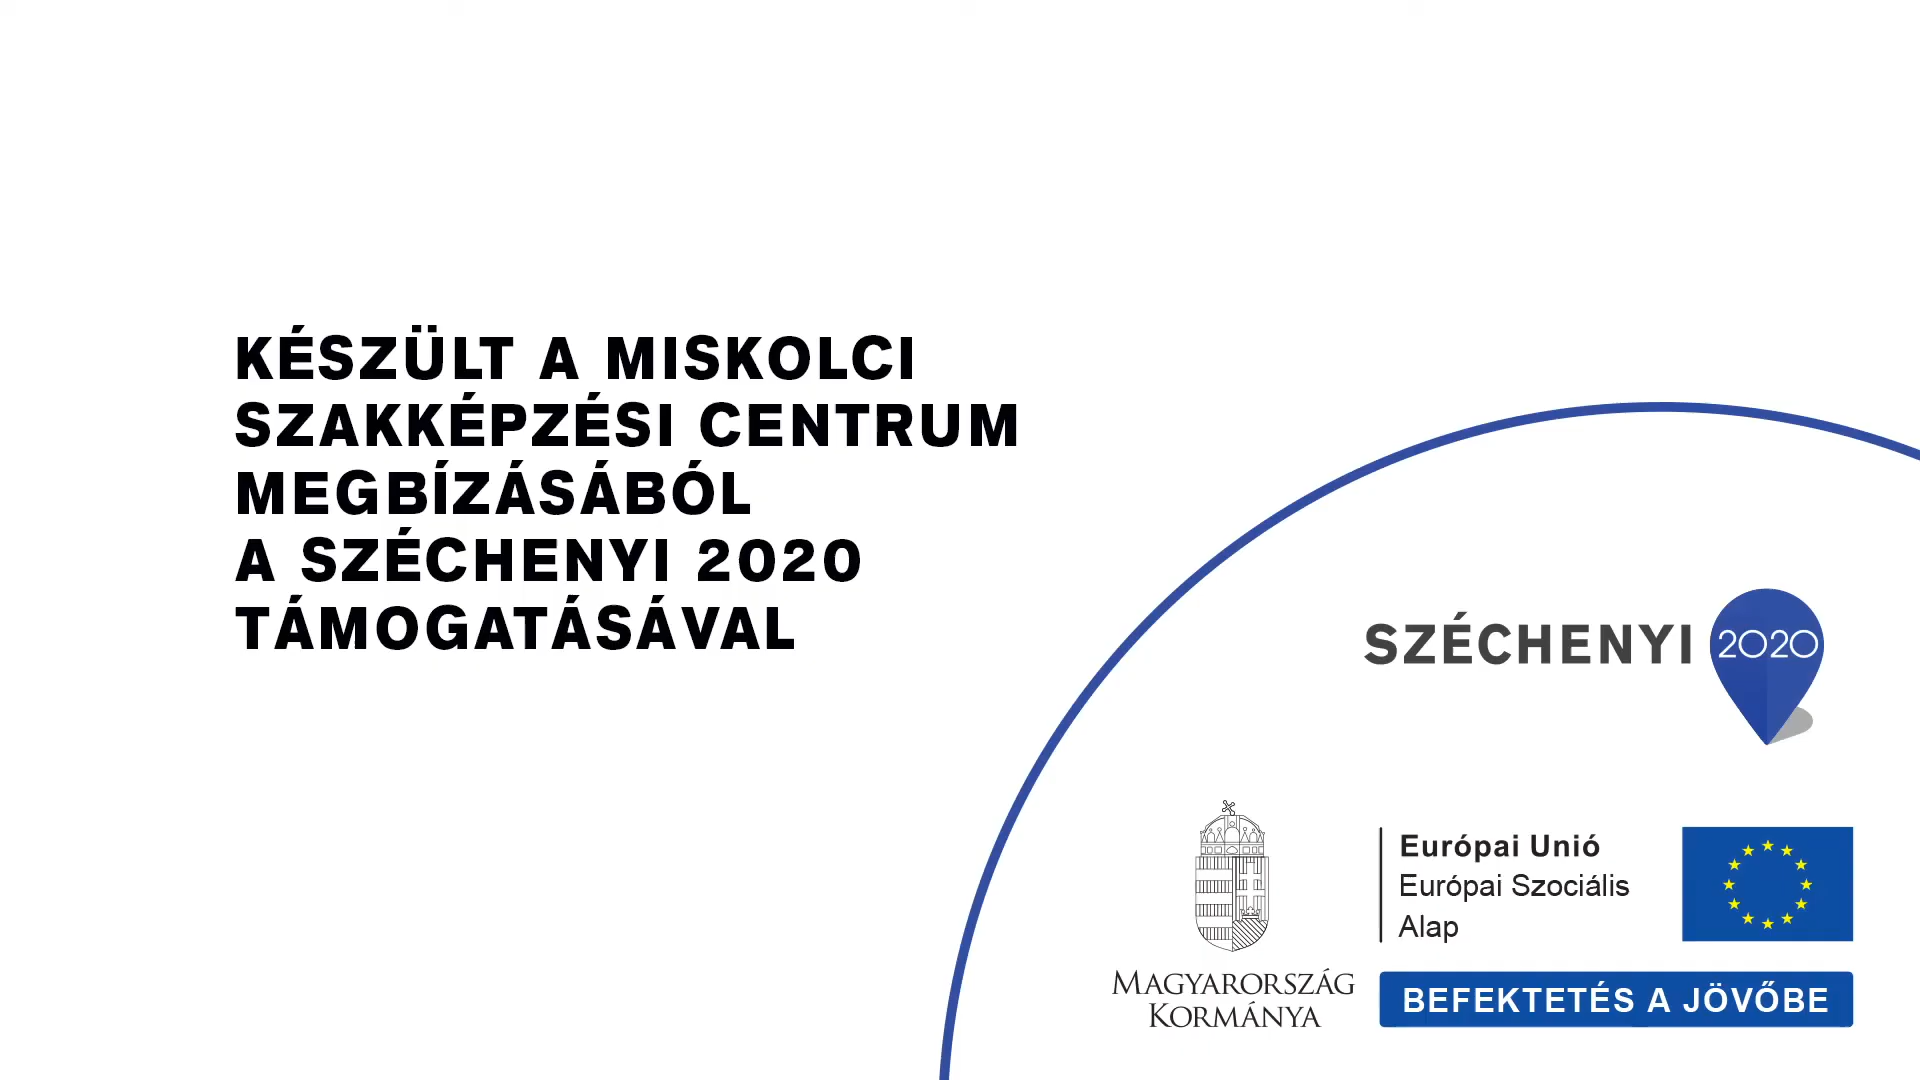 KÉSZÜLT A MISKOLCI
SZAKKÉPZÉSI CENTRUM
MEGBÍZÁSÁBÓL
A SZÉCHENYI 2020
TÁMOGATÁSÁVAL
SZÉCHENYI 2020
Európai Unió
Európai Szociális
Alap
MAGYARORSZÁG
KORMÁNYA
BEFEKTETÉS A JÖVŐBE